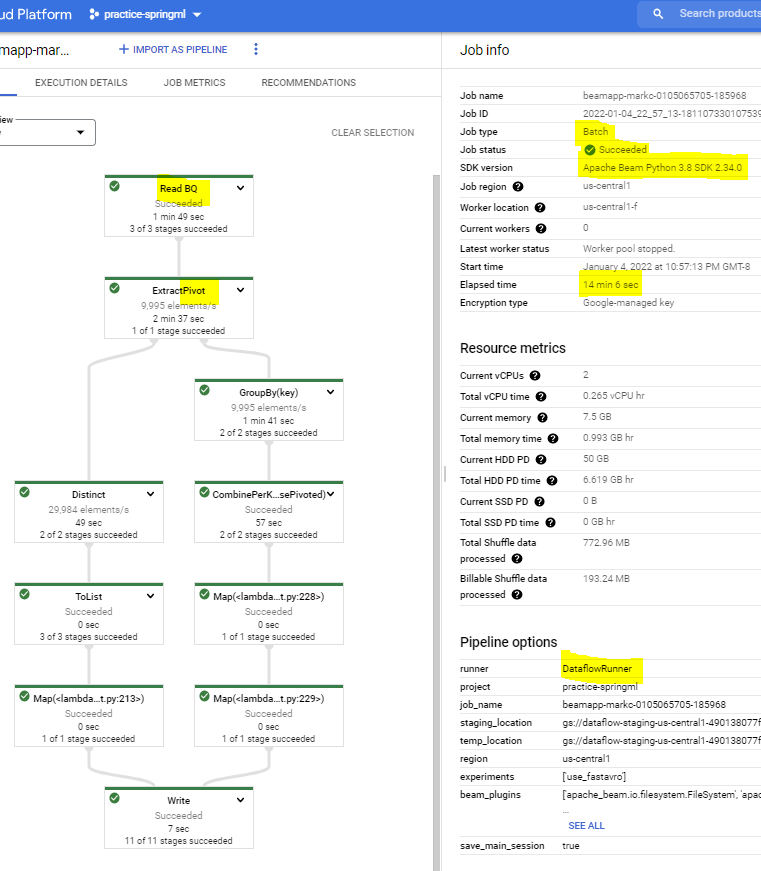 ud Platform
practice-springml
Search products
mapp-mar...
IMPORT AS PIPELINE
EXECUTION DETAILS
JOB METRICS
RECOMMENDATIONS
CLEAR SELECTION
Read BQ
Succeeded
1 min 49 sec
3 of 3 stages succeeded
ExtractPivot
9,995 elements/s
2 min 37 sec
1 of 1 stage succeeded
GroupBy(key)
9,995 elements/s
1 min 41 sec
2 of 2 stages succeeded
Distinct
29,984 elements/s
49 sec
2 of 2 stages succeeded
CombinePerK...sePivoted)
Succeeded
57 sec
2 of 2 stages succeeded
ToList
Succeeded
0 sec
3 of 3 stages succeeded
Map(<lambda...t.py:228>)
Succeeded
0 sec
1 of 1 stage succeeded
Map(<lambda...t.py:213>)
Succeeded
0 sec
1 of 1 stage succeeded
Map(<lambda...t.py:229>)
Succeeded
0 sec
1 of 1 stage succeeded
Write
Succeeded
7 sec
11 of 11 stages succeeded
Job info
Job name beamapp-markc-0105065705-185968
Job ID 2022-01-04_22_57_13-181107330107539
Job type Batch
Job status Succeeded
SDK version Apache Beam Python 3.8 SDK 2.34.0
Job region us-central1
Worker location us-central1-f
Current workers 0
Latest worker status Worker pool stopped.
Start time January 4, 2022 at 10:57:13 PM GMT-8
Elapsed time 14 min 6 sec
Encryption type Google-managed key
Resource metrics
Current vCPUs 2
Total vCPU time 0.265 vCPU hr
Current memory 7.5 GB
Total memory time 0.993 GB hr
Current HDD PD 50 GB
Total HDD PD time 6.619 GB hr
Current SSD PD 0 B
Total SSD PD time 0 GB hr
Total Shuffle data 772.96 MB
processed
Billable Shuffle data 193.24 MB
processed
Pipeline options
runner DataflowRunner
project practice-springml
job_name beamapp-markc-0105065705-185968
staging_location gs://dataflow-staging-us-central1-490138077f
temp_location gs://dataflow-staging-us-central1-490138077f
region us-central1
experiments ['use_fastavro']
beam_plugins ['apache_beam.io.filesystem.FileSystem', 'apac
...
SEE ALL
save_main_session true